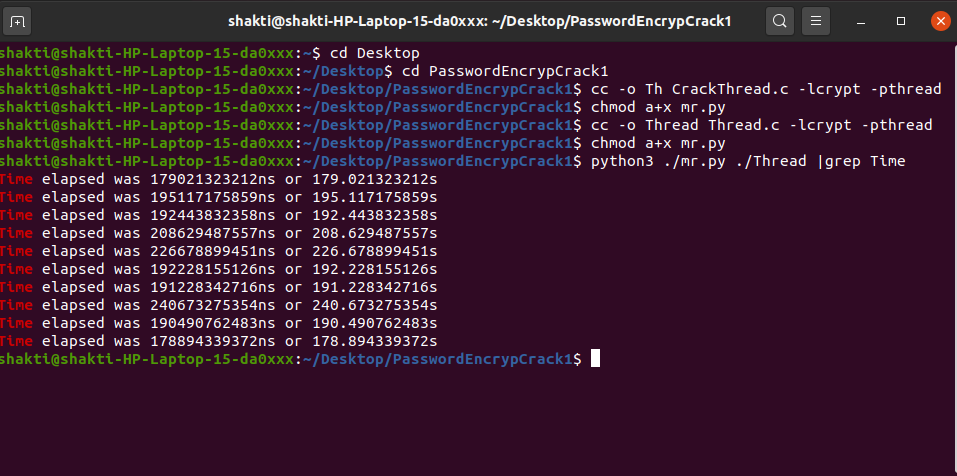 shakti@shakti-HP-Laptop-15-da0xxx: ~/Desktop/PasswordEncrypCrack1
shakti@shakti-HP-Laptop-15-da0xxx:~$ cd Desktop
shakti@shakti-HP-Laptop-15-da0xxx:~/Desktop$ cd PasswordEncrypCrack1
shakti@shakti-HP-Laptop-15-da0xxx:~/Desktop/PasswordEncrypCrack1$ cc -o Th CrackThread.c -lcrypt -pthread
shakti@shakti-HP-Laptop-15-da0xxx:~/Desktop/PasswordEncrypCrack1$ chmod a+x mr.py
shakti@shakti-HP-Laptop-15-da0xxx:~/Desktop/PasswordEncrypCrack1$ cc -o Thread Thread.c -lcrypt -pthread
shakti@shakti-HP-Laptop-15-da0xxx:~/Desktop/PasswordEncrypCrack1$ chmod a+x mr.py
shakti@shakti-HP-Laptop-15-da0xxx:~/Desktop/PasswordEncrypCrack1$ python3 ./mr.py ./Thread |grep Time
Time elapsed was 179021323212ns or 179.021323212s
Time elapsed was 195117175859ns or 195.117175859s
Time elapsed was 192443832358ns or 192.443832358s
Time elapsed was 208629487557ns or 208.629487557s
Time elapsed was 226678899451ns or 226.678899451s
Time elapsed was 192228155126ns or 192.228155126s
Time elapsed was 191228342716ns or 191.228342716s
Time elapsed was 240673275354ns or 240.673275354s
Time elapsed was 190490762483ns or 190.490762483s
Time elapsed was 178894339372ns or 178.894339372s
shakti@shakti-HP-Laptop-15-da0xxx:~/Desktop/PasswordEncrypCrack1$